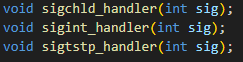 void sigchld_handler(int sig);
void sigint_handler(int sig);
void sigtstp_handler(int sig);